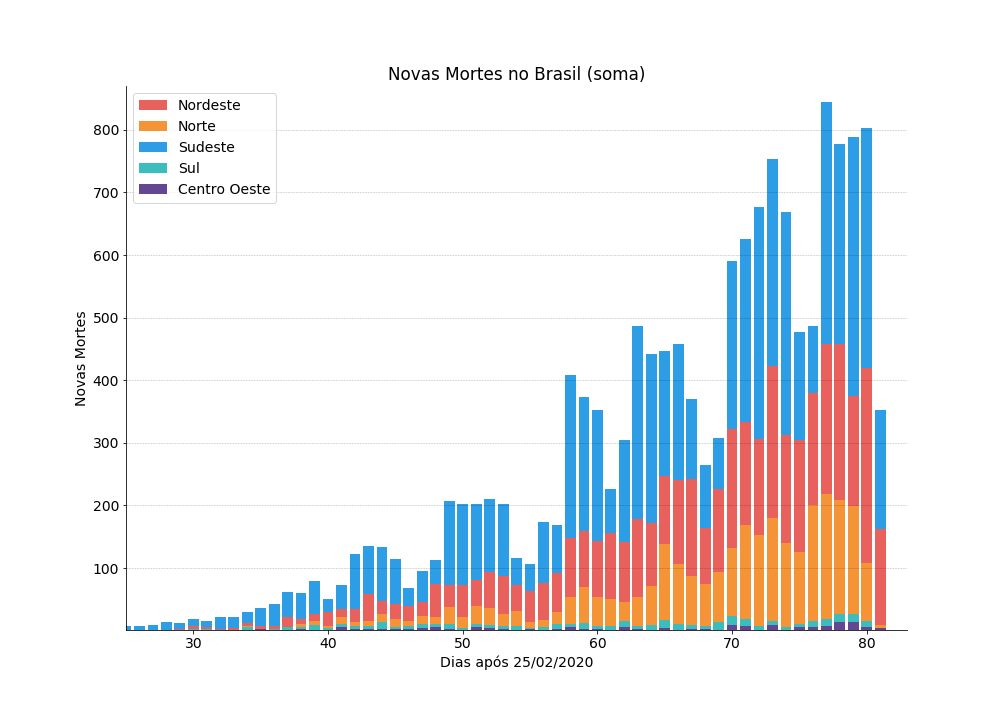 Novas Mortes no Brasil (soma)
Nordeste
Norte
Sudeste
Sul
Centro Oeste
800
700
600
500
400
300
200
100
Novas Mortes
30 40 50 60 70 80
Dias após 25/02/2020